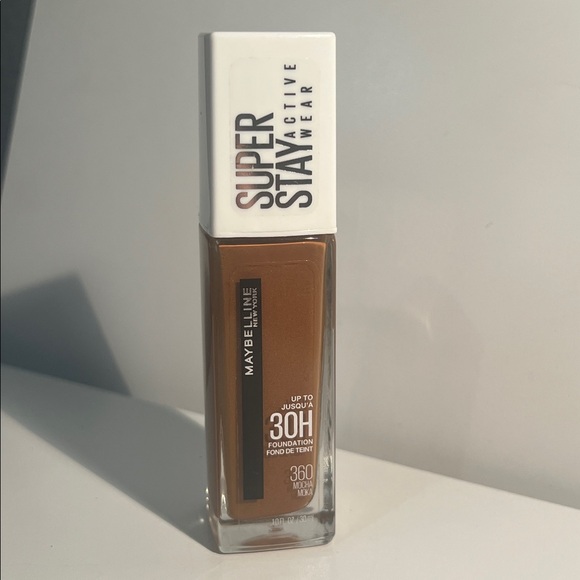 SUPER
STAY
ACTIVE
WEAR
MAYBELLINE
NEW YORK
UP TO
JUSQU'À
30H
FOUNDATION
FOND DE TEINT
360
MOCHA
MOKA